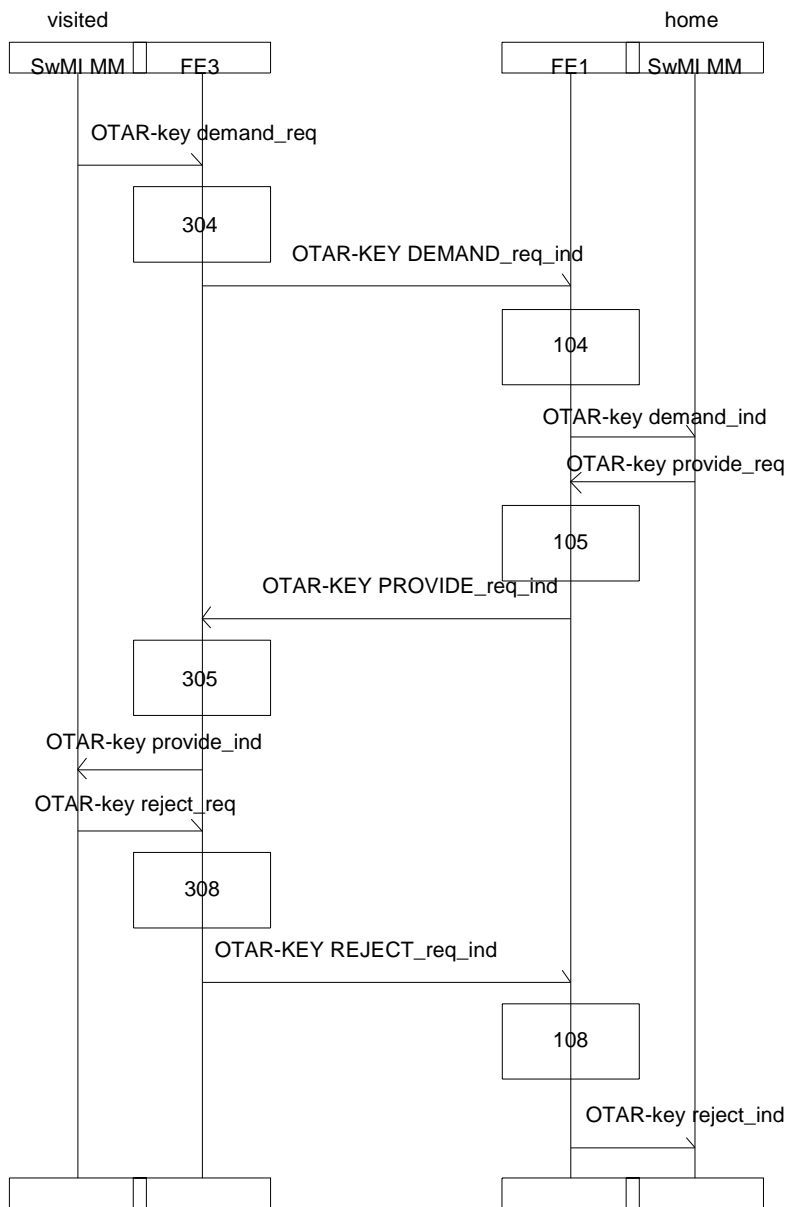 visited home
SwMI MM FE3 FE1 SwMI MM
OTAR-key demand_req
304
OTAR-KEY DEMAND_req_ind
104
OTAR-key demand_ind
OTAR-key provide_req
105
OTAR-KEY PROVIDE_req_ind
305
OTAR-key provide_ind
OTAR-key reject_req
308
OTAR-KEY REJECT_req_ind
108
OTAR-key reject_ind